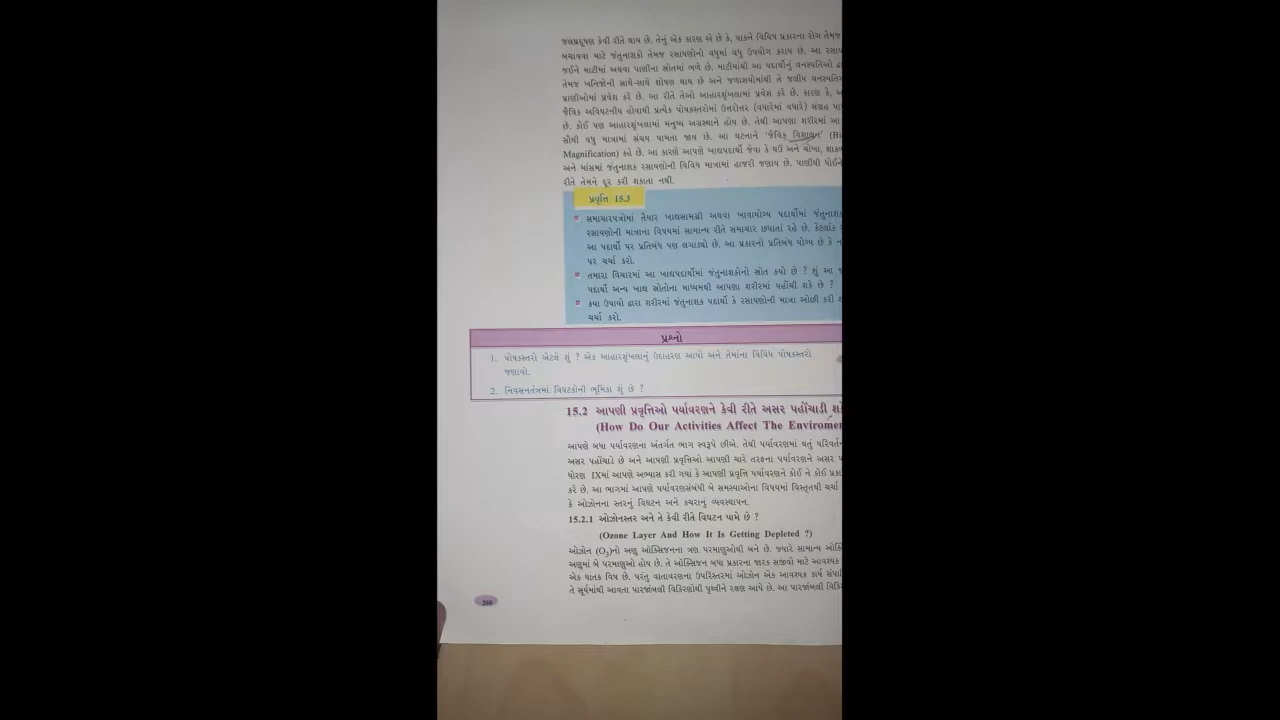 જલપ્રદૂષણ કેવી રીતે થાય છે. તેનું એક કારણ એ છે કે, પાકને વિવિધ પ્રકારના રોગ તેમજ
બચાવવા માટે જંતુનાશકો તેમજ રસાયણોનો વધુમાં વધુ ઉપયોગ કરાય છે. આ રસાય
જઈને માટીમાં અથવા પાણીના સ્રોતમાં ભળે છે. માટીમાંથી આ પદાર્થોનું વનસ્પતિઓ દ્વા
તેમજ ખનિજોની સાથે-સાથે શોષણ થાય છે અને જળાશયોમાંથી તે જલીય વનસ્પતિઓ
પ્રાણીઓમાં પ્રવેશ કરે છે. આ રીતે તેઓ આહારશૃંખલામાં પ્રવેશ કરે છે. કારણ કે, આ
જૈવિક અવિઘટનીય હોવાથી પ્રત્યેક પોષકસ્તરોમાં ઉત્તરોત્તર (વધારેમાં વધારે) સંગ્રહ પા
છે. કોઈ પણ આહારશૃંખલામાં મનુષ્ય અગ્રસ્થાને હોય છે. તેથી આપણા શરીરમાં આ
સૌથી વધુ માત્રામાં સંચય પામતા જાય છે. આ ઘટનાને 'જૈવિક વિશાલન' (Bi
Magnification) કહે છે. આ કારણે આપણે ખાદ્યપદાર્થો જેવા કે ઘઉં અને ચોખા, શાક
અને માંસમાં જંતુનાશક રસાયણોની વિવિધ માત્રામાં હાજરી જણાય છે. પાણીથી ધોઈને
રીતે તેમને દૂર કરી શકાતા નથી.
પ્રવૃત્તિ 15.3
સમાચારપત્રોમાં તૈયાર ખાદ્યસામગ્રી અથવા ખાવાયોગ્ય પદાર્થોમાં જંતુનાશક
રસાયણોની માત્રાના વિષયમાં સામાન્ય રીતે સમાચાર છપાતાં રહે છે. કેટલાંક
આ પદાર્થો પર પ્રતિબંધ પણ લગાડ્યો છે. આ પ્રકારનો પ્રતિબંધ યોગ્ય છે કે ન
પર ચર્ચા કરો.
તમારા વિચારમાં આ ખાદ્યપદાર્થોમાં જંતુનાશકોનો સ્રોત કયો છે ? શું આ જ
પદાર્થો અન્ય ખાદ્ય સ્રોતોના માધ્યમથી આપણા શરીરમાં પહોંચી શકે છે ?
કયા ઉપાયો દ્વારા શરીરમાં જંતુનાશક પદાર્થો કે રસાયણોની માત્રા ઓછી કરી શ
ચર્ચા કરો.
પ્રશ્નો
1. પોષકસ્તરો એટલે શું ? એક આહારશૃંખલાનું ઉદાહરણ આપો અને તેમાંના વિવિધ પોષકસ્તરો
જણાવો.
2. નિવસનતંત્રમાં વિઘટકોની ભૂમિકા શું છે ?
15.2 આપણી પ્રવૃત્તિઓ પર્યાવરણને કેવી રીતે અસર પહોંચાડી શકે
(How Do Our Activities Affect The Enviromen
આપણે બધા પર્યાવરણના અંતર્ગત ભાગ સ્વરૂપે છીએ. તેથી પર્યાવરણમાં થતું પરિવર્તન
અસર પહોંચાડે છે અને આપણી પ્રવૃત્તિઓ આપણી ચારે તરફના પર્યાવરણને અસર પ
ધોરણ IXમાં આપણે અભ્યાસ કરી ગયાં કે આપણી પ્રવૃત્તિ પર્યાવરણને કોઈ ને કોઈ પ્રકા
કરે છે. આ ભાગમાં આપણે પર્યાવરણસંબંધી બે સમસ્યાઓના વિષયમાં વિસ્તૃતથી ચર્ચા
કે ઓઝોનના સ્તરનું વિઘટન અને કચરાનું વ્યવસ્થાપન.
15.2.1 ઓઝોનસ્તર અને તે કેવી રીતે વિઘટન પામે છે ?
(Ozone Layer And How It Is Getting Depleted ?)
ઓઝોન (O3)નો અણુ ઑક્સિજનના ત્રણ પરમાણુઓથી બને છે. જ્યારે સામાન્ય ઑક્સિ
અણુમાં બે પરમાણુઓ હોય છે. તે ઑક્સિજન બધા પ્રકારના જારક સજીવો માટે આવશ્યક
એક ઘાતક વિષ છે. પરંતુ વાતાવરણના ઉપરિસ્તરમાં ઓઝોન એક આવશ્યક કાર્ય સંપાદિ
તે સૂર્યમાંથી આવતા પારજાંબલી વિકિરણોથી પૃથ્વીને રક્ષણ આપે છે. આ પારજાંબલી વિકિર
260